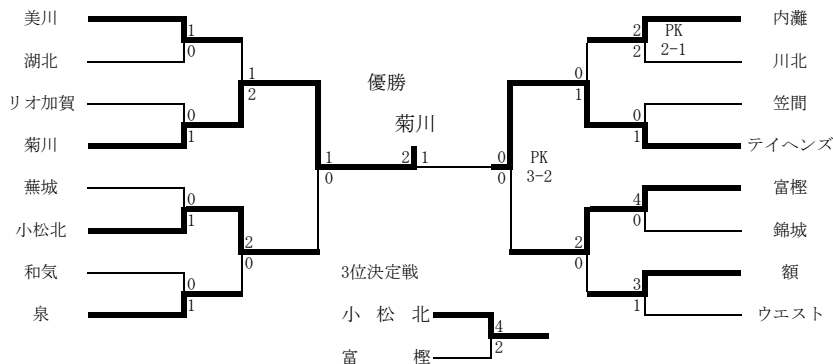 美川
内灘
1
2
PK
0
2
2-1
湖北
川北
1
優勝
0
2
1
リオ加賀
笠間
0
菊川
0
1
1
菊川
テイヘンズ
1
2
1
0
PK
0
0
3-2
蕪城
富樫
0
4
1
0
小松北
錦城
2
2
0
0
和気
3位決定戦
額
0
3
1
1
泉
小松北
ウエスト
4
2
富樫